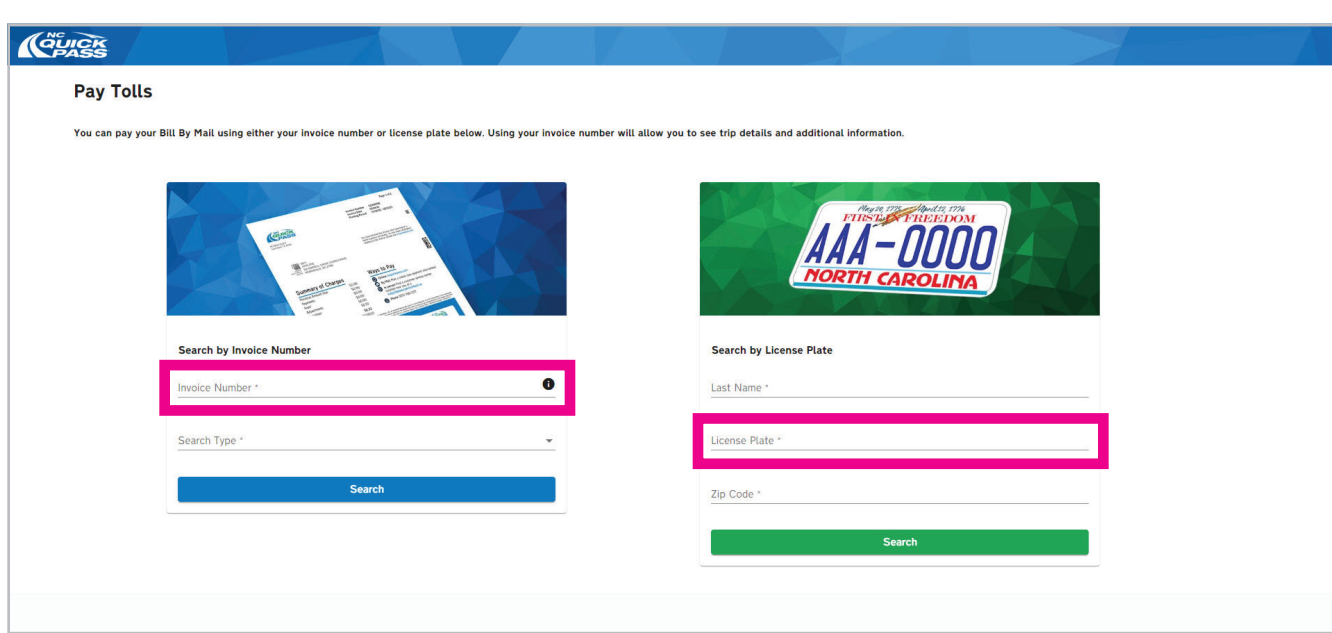 NC
QUICK
PASS
Pay Tolls
You can pay your Bill By Mail using either your invoice number or license plate below. Using your invoice number will allow you to see trip details and additional information.
Summary of Charges
Ways to Pay
Search by Invoice Number
Invoice Number *
Search Type *
Search
May 20, 1775 April 12, 1776
FIRST IN FREEDOM
AAA-0000
NORTH CAROLINA
Search by License Plate
Last Name *
License Plate *
Zip Code *
Search